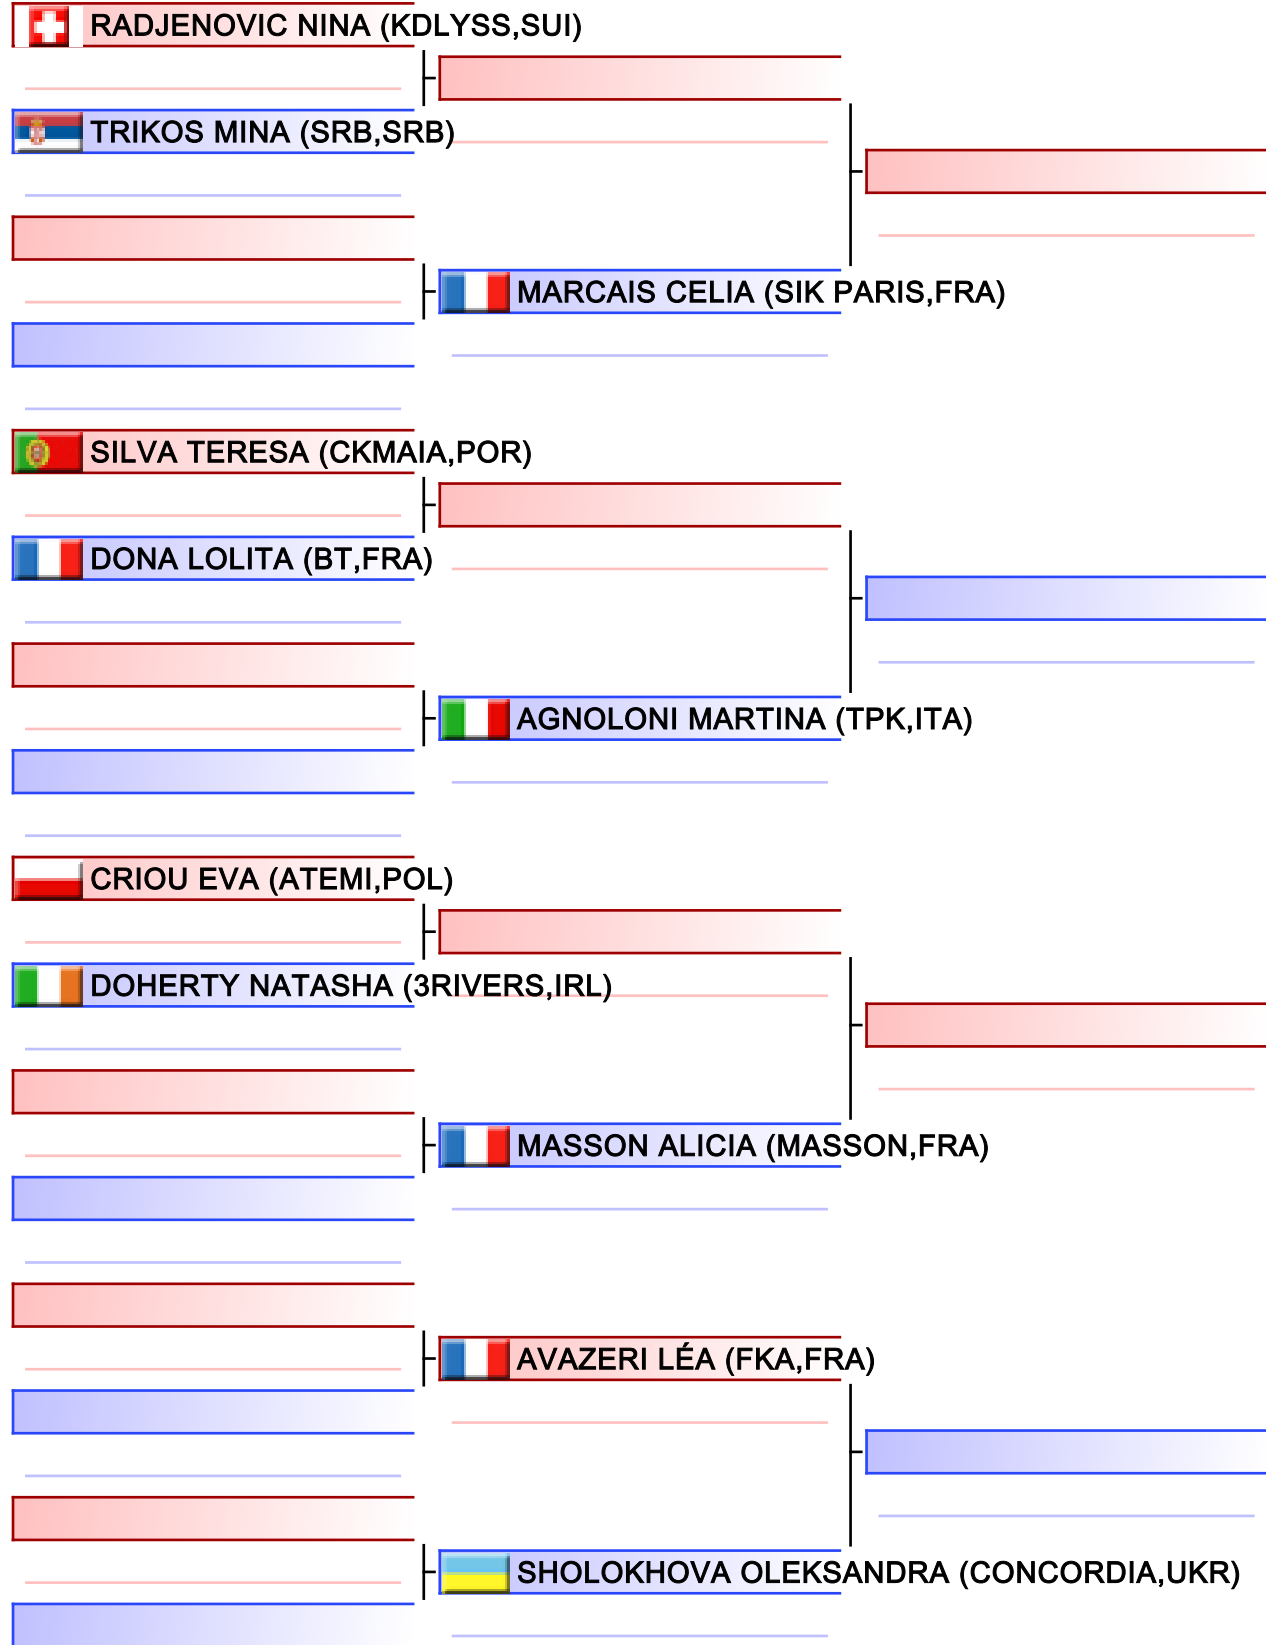 RADJENOVIC NINA (KDLYSS,SUI)
TRIKOS MINA (SRB,SRB)
MARCAIS CELIA (SIK PARIS,FRA)
SILVA TERESA (CKMAIA,POR)
DONA LOLITA (BT,FRA)
AGNOLONI MARTINA (TPK,ITA)
CRIOU EVA (ATEMI,POL)
DOHERTY NATASHA (3RIVERS,IRL)
MASSON ALICIA (MASSON,FRA)
AVAZERI LÉA (FKA,FRA)
SHOLOKHOVA OLEKSANDRA (CONCORDIA,UKR)